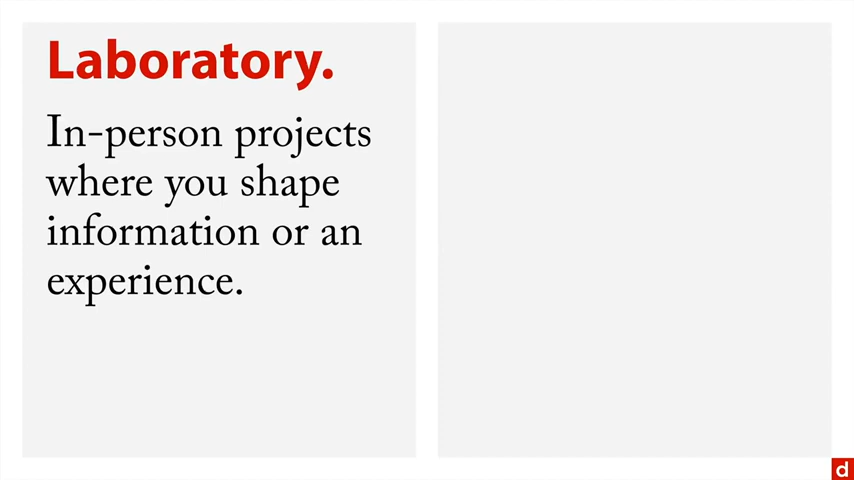 Laboratory.
In-person projects
where you shape
information or an
experience.
d